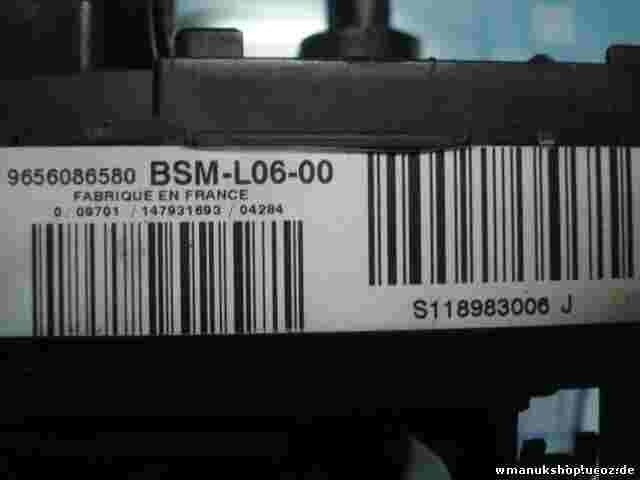 9656086580 BSM-L06-00
FABRIQUE EN FRANCE
0 09701 / 147931693 / 04284
S118983006 J
wmanukshop.ucoz.de